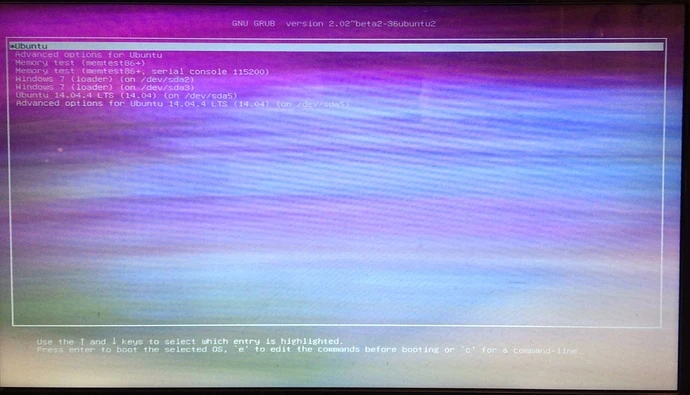 GNU GRUB version 2.02~beta2-36ubuntu2
*Ubuntu
Advanced options for Ubuntu
Memory test (memtest86+)
Memory test (memtest86+, serial console 115200)
Windows 7 (loader) (on /dev/sda2)
Windows 7 (loader) (on /dev/sda3)
Ubuntu 14.04.4 LTS (14.04) (on /dev/sda5)
Advanced options for Ubuntu 14.04.4 LTS (14.04) (on /dev/sda5)
Use the ↑ and ↓ keys to select which entry is highlighted.
Press enter to boot the selected OS, `e' to edit the commands before booting or `c' for a command-line.